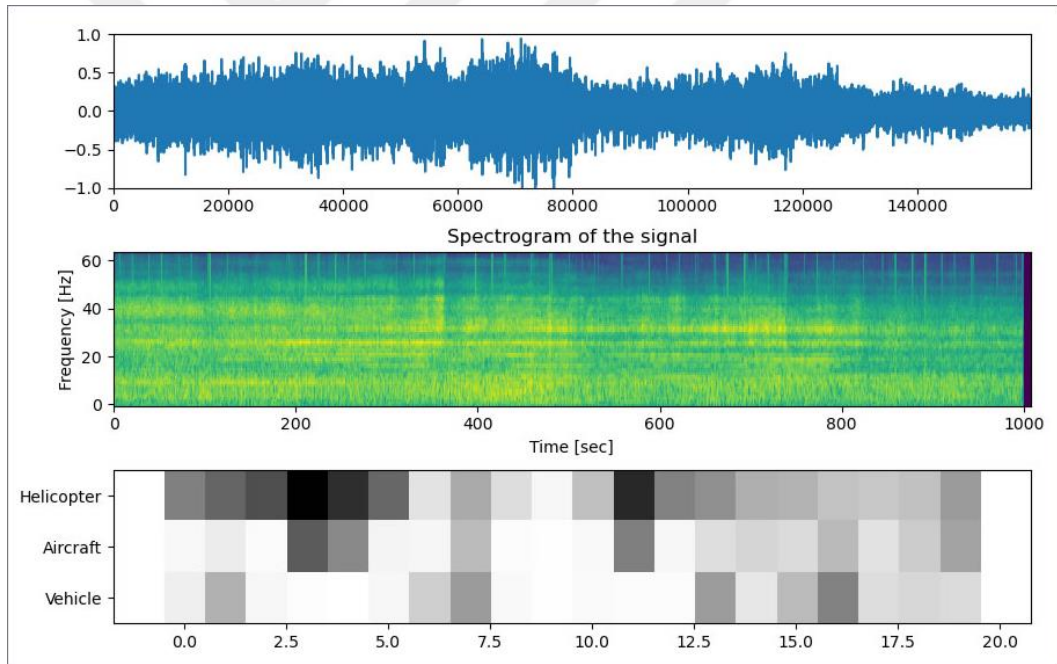 1.0
0.5
0.0
−0.5
−1.0
0 20000 40000 60000 80000 100000 120000 140000
Spectrogram of the signal
60
40
20
0
Frequency [Hz]
0 200 400 600 800 1000
Time [sec]
Helicopter
Aircraft
Vehicle
0.0 2.5 5.0 7.5 10.0 12.5 15.0 17.5 20.0